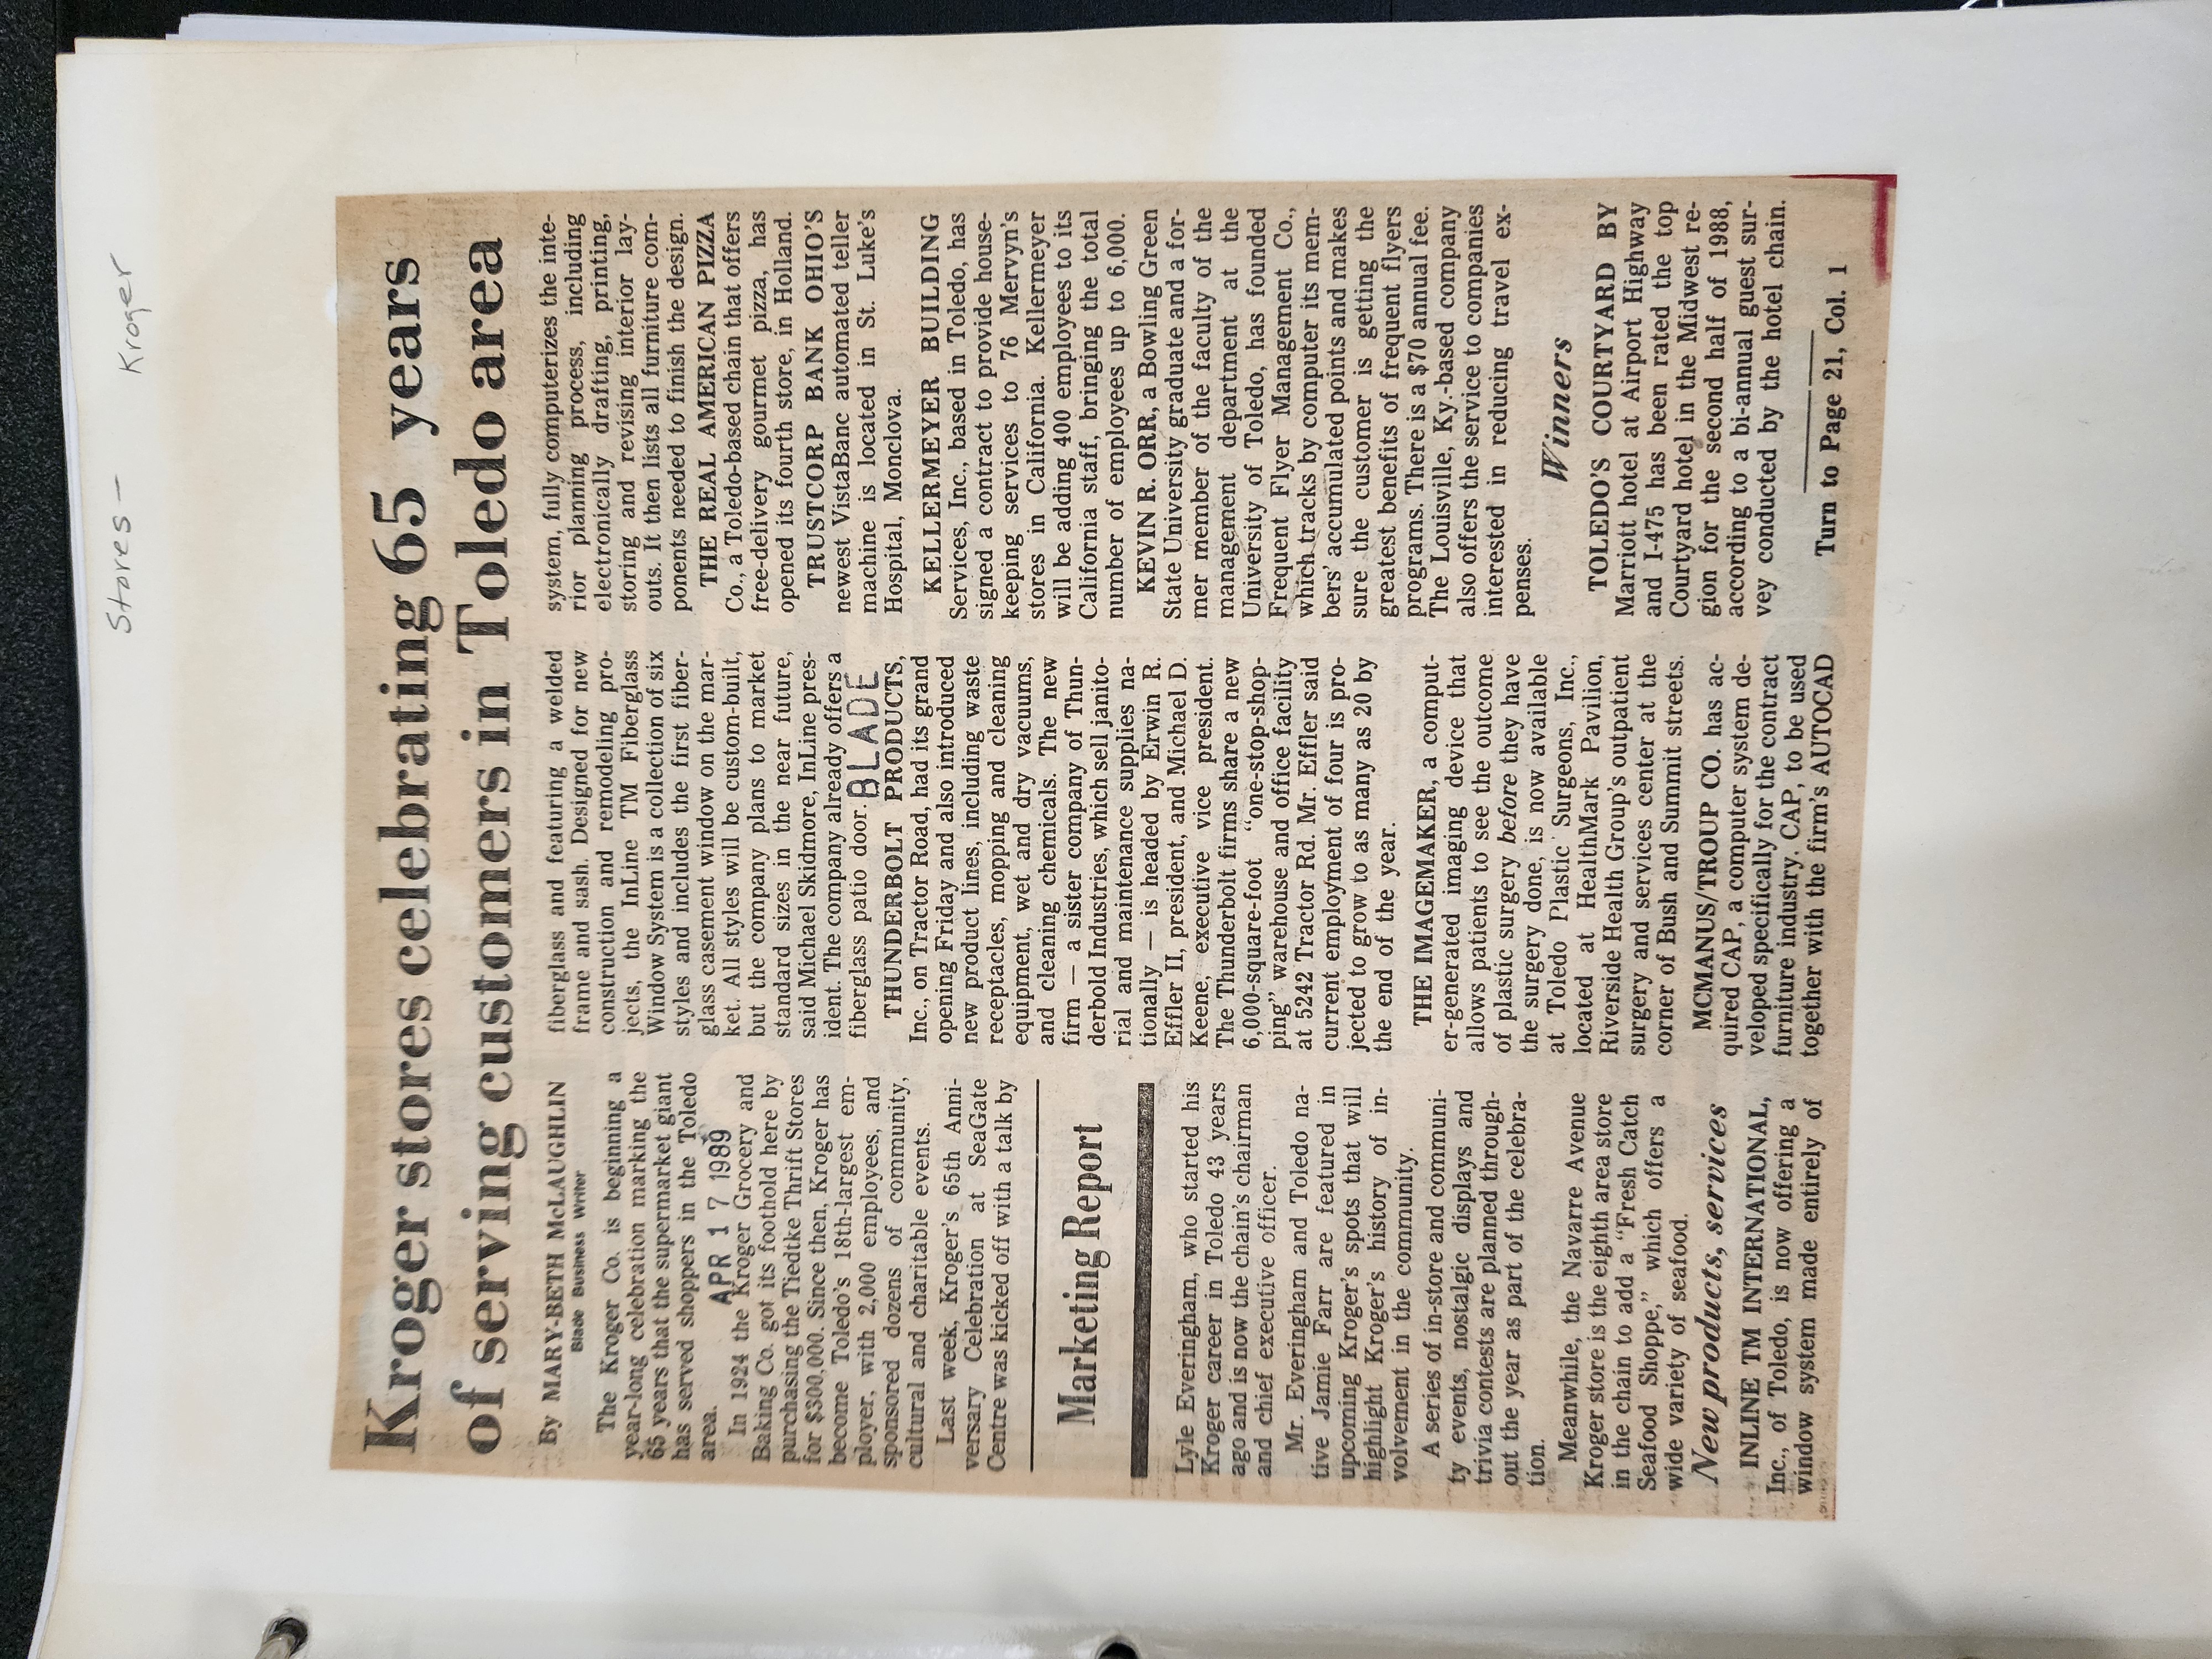 Stores - Kroger
Kroger stores celebrating 65 years
of serving customers in Toledo area
By MARY-BETH McLAUGHLIN
Blade Business Writer
The Kroger Co. is beginning a
year-long celebration marking the
65 years that the supermarket giant
has served shoppers in the Toledo
area.
APR 17 1989
In 1924 the Kroger Grocery and
Baking Co. got its foothold here by
purchasing the Tiedtke Thrift Stores
for $300,000. Since then, Kroger has
become Toledo's 18th-largest em-
ployer, with 2,000 employees, and
sponsored dozens of community,
cultural and charitable events.
Last week, Kroger's 65th Anni-
versary Celebration at SeaGate
Centre was kicked off with a talk by
Marketing Report
Lyle Everingham, who started his
Kroger career in Toledo 43 years
ago and is now the chain's chairman
and chief executive officer.
Mr. Everingham and Toledo na-
tive Jamie Farr are featured in
upcoming Kroger's spots that will
highlight Kroger's history of in-
volvement in the community.
A series of in-store and communi-
ty events, nostalgic displays and
trivia contests are planned through-
out the year as part of the celebra-
tion.
Meanwhile, the Navarre Avenue
Kroger store is the eighth area store
in the chain to add a "Fresh Catch
Seafood Shoppe," which offers a
wide variety of seafood.
New products, services
INLINE TM INTERNATIONAL,
Inc., of Toledo, is now offering a
window system made entirely of
fiberglass and featuring a welded
frame and sash. Designed for new
construction and remodeling pro-
jects, the InLine TM Fiberglass
Window System is a collection of six
styles and includes the first fiber-
glass casement window on the mar-
ket. All styles will be custom-built,
but the company plans to market
standard sizes in the near future,
said Michael Skidmore, InLine pres-
ident. The company already offers a
fiberglass patio door.
BLADE
THUNDERBOLT PRODUCTS,
Inc., on Tractor Road, had its grand
opening Friday and also introduced
new product lines, including waste
receptacles, mopping and cleaning
equipment, wet and dry vacuums,
and cleaning chemicals. The new
firm — a sister company of Thun-
derbold Industries, which sell janito-
rial and maintenance supplies na-
tionally — is headed by Erwin R.
Effler II, president, and Michael D.
Keene, executive vice president.
The Thunderbolt firms share a new
6,000-square-foot "one-stop-shop-
ping" warehouse and office facility
at 5242 Tractor Rd. Mr. Effler said
current employment of four is pro-
jected to grow to as many as 20 by
the end of the year.
THE IMAGEMAKER, a comput-
er-generated imaging device that
allows patients to see the outcome
of plastic surgery before they have
the surgery done, is now available
at Toledo Plastic Surgeons, Inc.,
located at HealthMark Pavilion,
Riverside Health Group's outpatient
surgery and services center at the
corner of Bush and Summit streets.
MCMANUS/TROUP CO. has ac-
quired CAP, a computer system de-
veloped specifically for the contract
furniture industry. CAP, to be used
together with the firm's AUTOCAD
system, fully computerizes the inte-
rior planning process, including
electronically drafting, printing,
storing and revising interior lay-
outs. It then lists all furniture com-
ponents needed to finish the design.
THE REAL AMERICAN PIZZA
Co., a Toledo-based chain that offers
free-delivery gourmet pizza, has
opened its fourth store, in Holland.
TRUSTCORP BANK OHIO'S
newest VistaBanc automated teller
machine is located in St. Luke's
Hospital, Monclova.
KELLERMEYER BUILDING
Services, Inc., based in Toledo, has
signed a contract to provide house-
keeping services to 76 Mervyn's
stores in California. Kellermeyer
will be adding 400 employees to its
California staff, bringing the total
number of employees up to 6,000.
KEVIN R. ORR, a Bowling Green
State University graduate and a for-
mer member of the faculty of the
management department at the
University of Toledo, has founded
Frequent Flyer Management Co.,
which tracks by computer its mem-
bers' accumulated points and makes
sure the customer is getting the
greatest benefits of frequent flyers
programs. There is a $70 annual fee.
The Louisville, Ky.-based company
also offers the service to companies
interested in reducing travel ex-
penses.
Winners
TOLEDO'S COURTYARD BY
Marriott hotel at Airport Highway
and I-475 has been rated the top
Courtyard hotel in the Midwest re-
gion for the second half of 1988,
according to a bi-annual guest sur-
vey conducted by the hotel chain.
Turn to Page 21, Col. 1